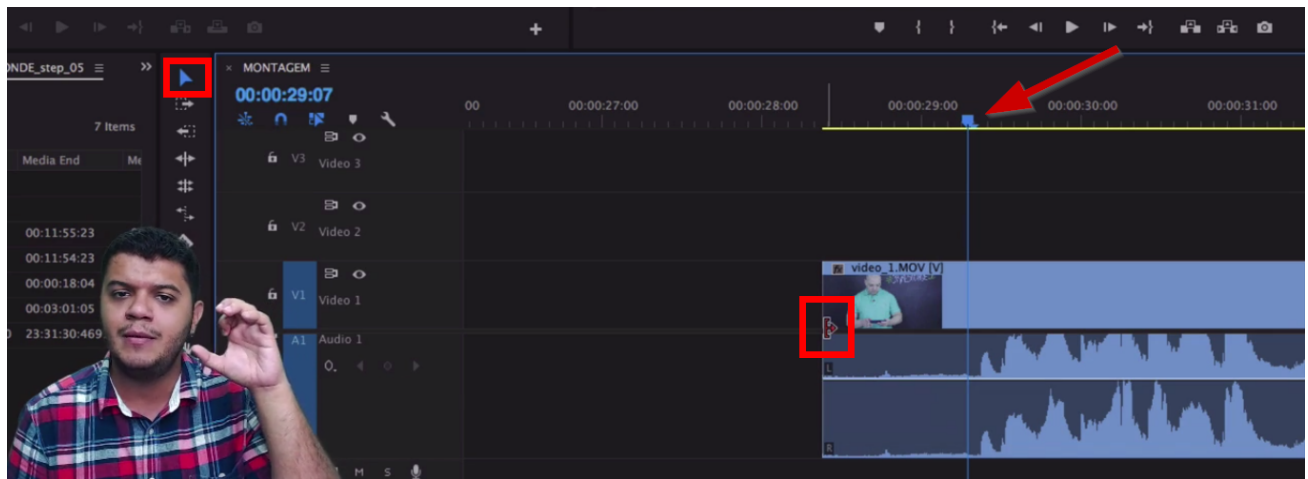 ONDE_step_05
MONTAGEM
00:00:29:07
00
00:00:27:00
00:00:28:00
00:00:29:00
00:00:30:00
00:00:31:00
7 Items
Media End
V3 Video 3
V2 Video 2
00:11:55:23
00:11:54:23
00:00:18:04
00:03:01:05
23:31:30:469
video_1.MOV [V]
V1 Video 1
A1 Audio 1
L
R
M S